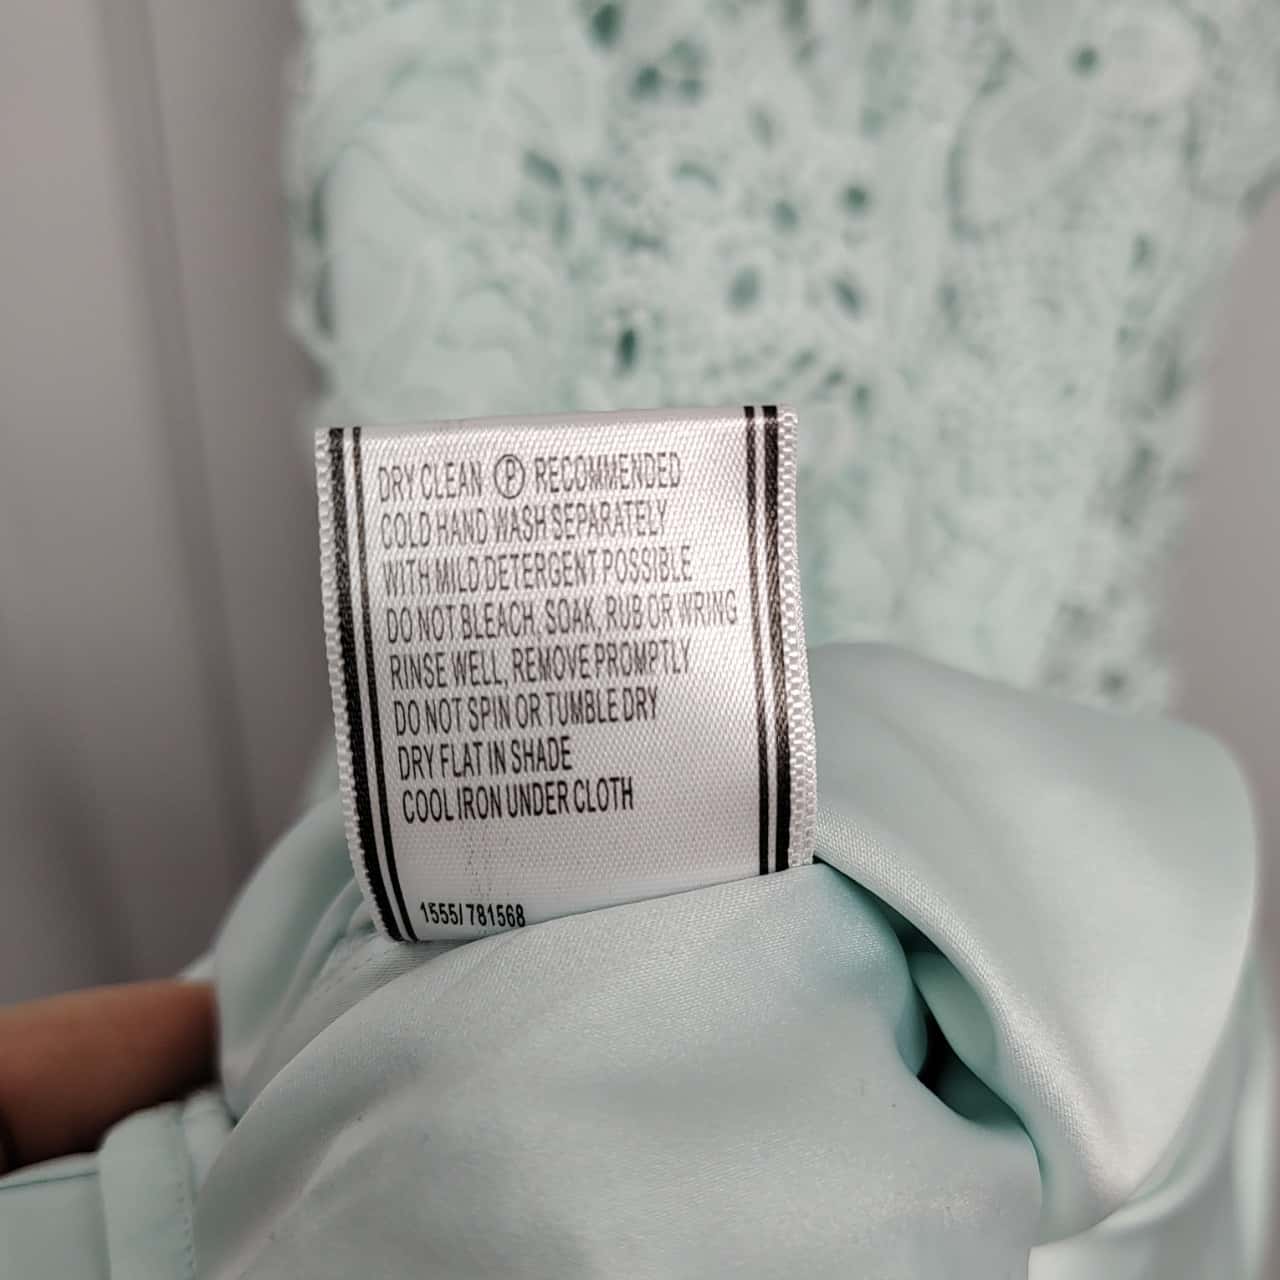 DRY CLEAN Ⓟ RECOMMENDED
COLD HAND WASH SEPARATELY
WITH MILD DETERGENT POSSIBLE
DO NOT BLEACH, SOAK, RUB OR WRING
RINSE WELL, REMOVE PROMPTLY
DO NOT SPIN OR TUMBLE DRY
DRY FLAT IN SHADE
COOL IRON UNDER CLOTH
1555/781568